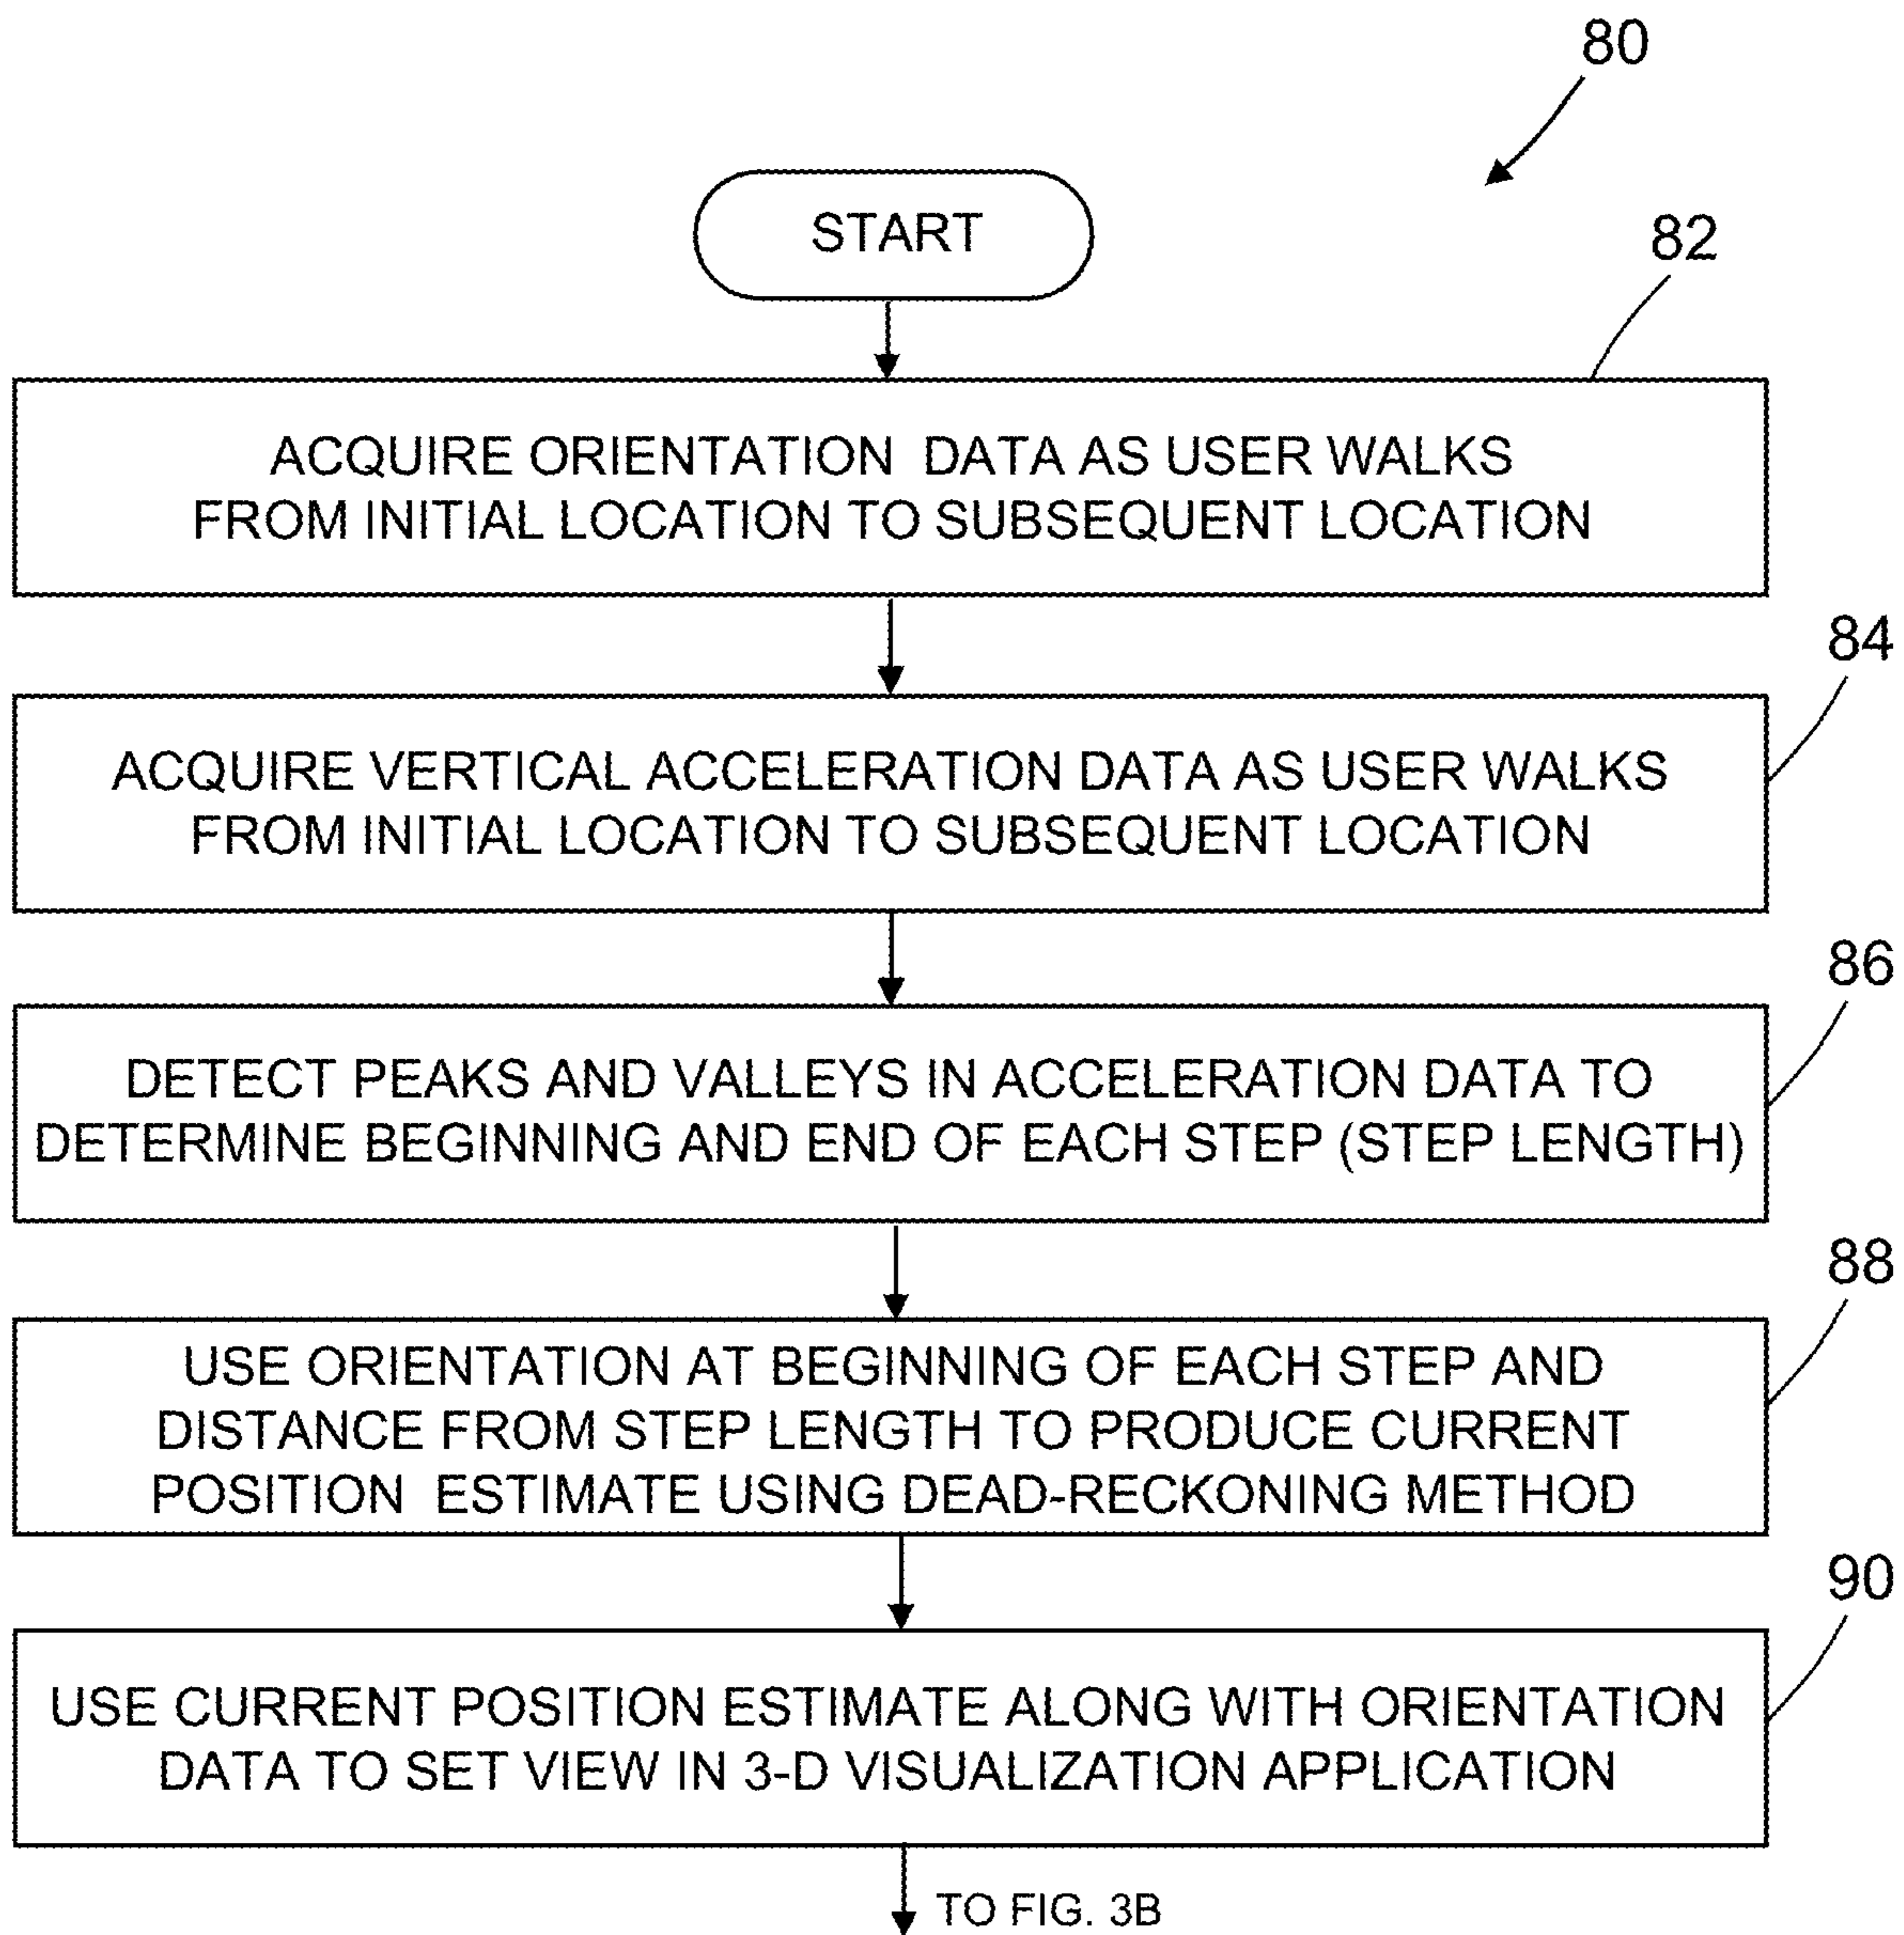 80
START
82
ACQUIRE ORIENTATION DATA AS USER WALKS
FROM INITIAL LOCATION TO SUBSEQUENT LOCATION
84
ACQUIRE VERTICAL ACCELERATION DATA AS USER WALKS
FROM INITIAL LOCATION TO SUBSEQUENT LOCATION
86
DETECT PEAKS AND VALLEYS IN ACCELERATION DATA TO
DETERMINE BEGINNING AND END OF EACH STEP (STEP LENGTH)
88
USE ORIENTATION AT BEGINNING OF EACH STEP AND
DISTANCE FROM STEP LENGTH TO PRODUCE CURRENT
POSITION ESTIMATE USING DEAD-RECKONING METHOD
90
USE CURRENT POSITION ESTIMATE ALONG WITH ORIENTATION
DATA TO SET VIEW IN 3-D VISUALIZATION APPLICATION
TO FIG. 3B